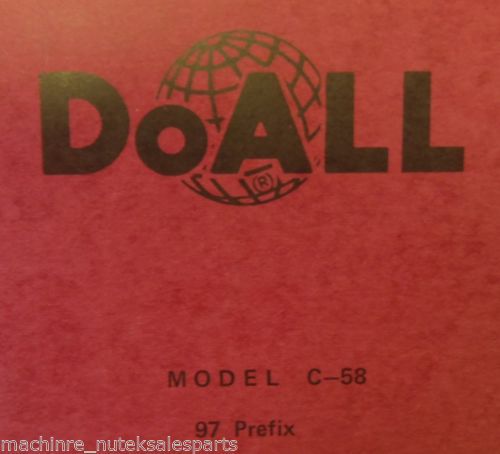 DoALL
®
MODEL C-58
97 Prefix
machinre_nuteksalesparts